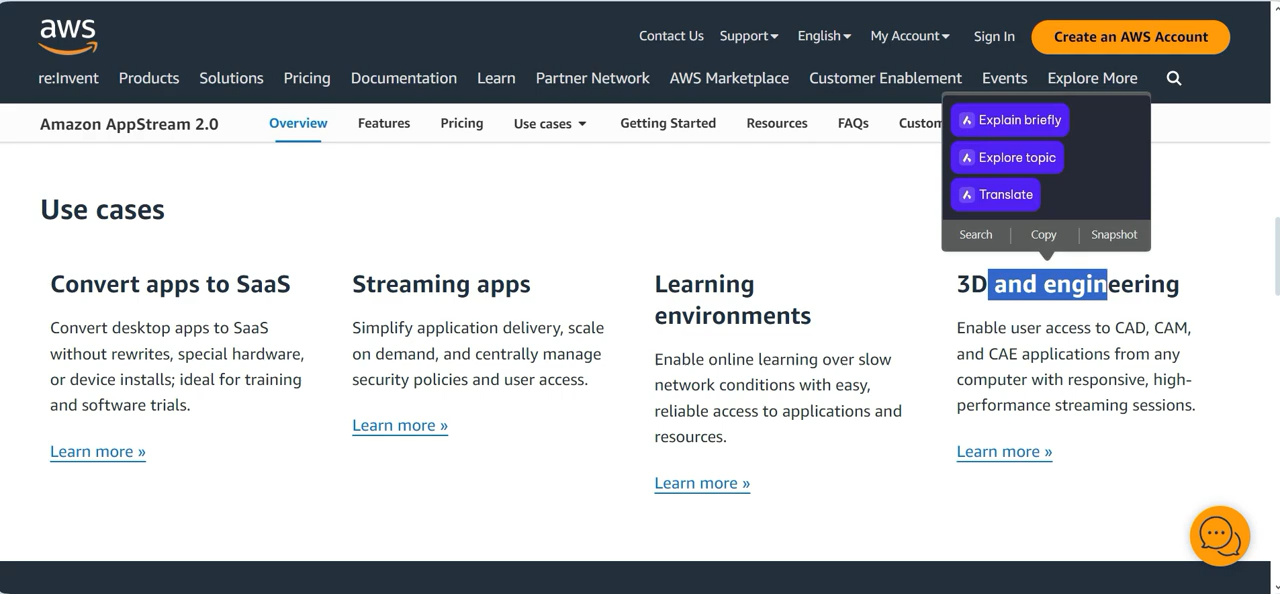 aws
Contact Us Support English My Account Sign In Create an AWS Account
re:Invent Products Solutions Pricing Documentation Learn Partner Network AWS Marketplace Customer Enablement Events Explore More
Amazon AppStream 2.0 Overview Features Pricing Use cases Getting Started Resources FAQs Custom
Explain briefly
Explore topic
Translate
Search Copy Snapshot
Use cases
Convert apps to SaaS
Convert desktop apps to SaaS
without rewrites, special hardware,
or device installs; ideal for training
and software trials.
Learn more »
Streaming apps
Simplify application delivery, scale
on demand, and centrally manage
security policies and user access.
Learn more »
Learning
environments
Enable online learning over slow
network conditions with easy,
reliable access to applications and
resources.
Learn more »
3D and engineering
Enable user access to CAD, CAM,
and CAE applications from any
computer with responsive, high-
performance streaming sessions.
Learn more »